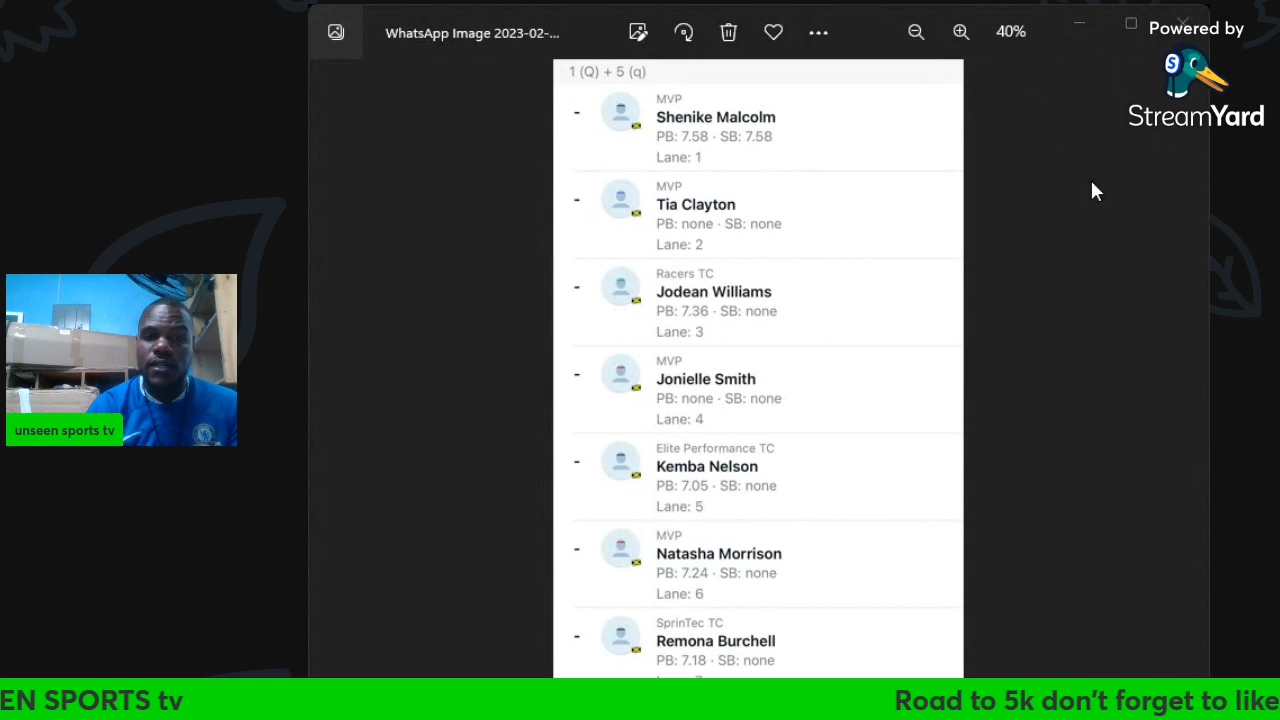 WhatsApp Image 2023-02-...
40%
Powered by
StreamYard
1 (Q) + 5 (q)
MVP
Shenike Malcolm
PB: 7.58 · SB: 7.58
Lane: 1
MVP
Tia Clayton
PB: none · SB: none
Lane: 2
Racers TC
Jodean Williams
PB: 7.36 · SB: none
Lane: 3
MVP
Jonielle Smith
PB: none · SB: none
Lane: 4
Elite Performance TC
Kemba Nelson
PB: 7.05 · SB: none
Lane: 5
MVP
Natasha Morrison
PB: 7.24 · SB: none
Lane: 6
SprinTec TC
Remona Burchell
PB: 7.18 · SB: none
unseen sports tv
EN SPORTS tv
Road to 5k don't forget to like